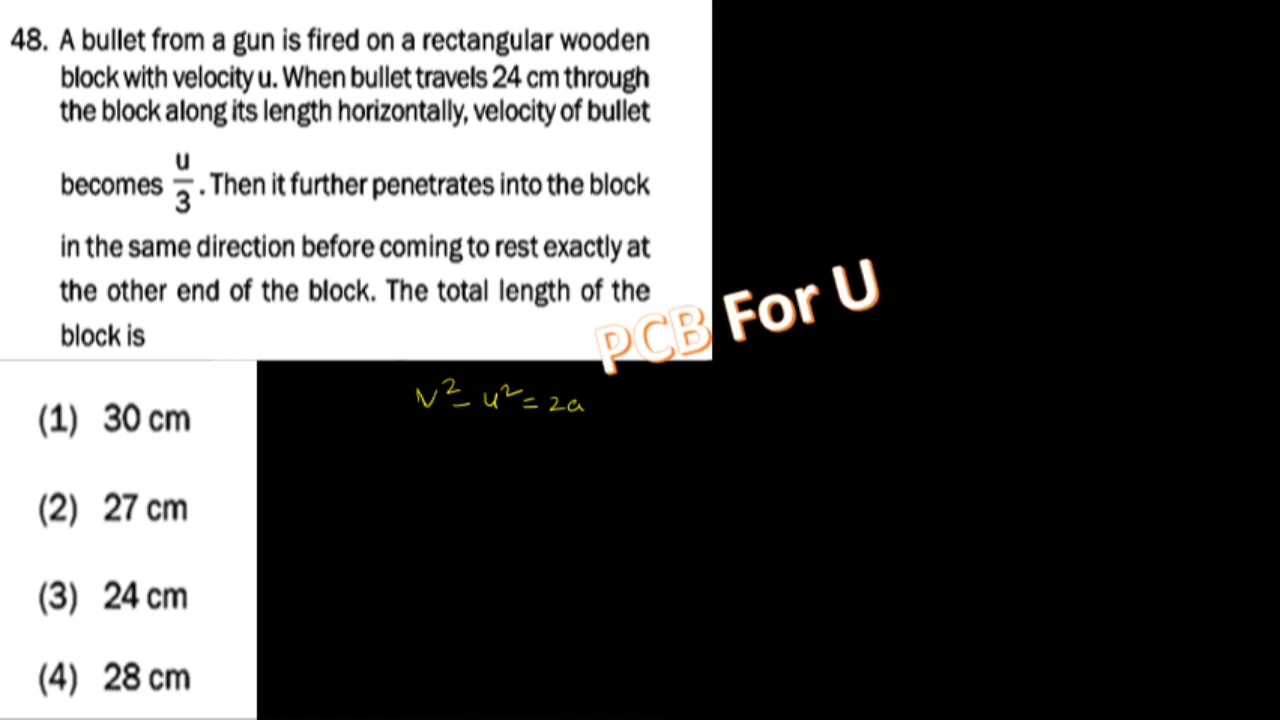 48. A bullet from a gun is fired on a rectangular wooden
block with velocity u. When bullet travels 24 cm through
the block along its length horizontally, velocity of bullet
becomes u/3. Then it further penetrates into the block
in the same direction before coming to rest exactly at
the other end of the block. The total length of the
block is
PCB For U
v² - u² = 2a
(1) 30 cm
(2) 27 cm
(3) 24 cm
(4) 28 cm